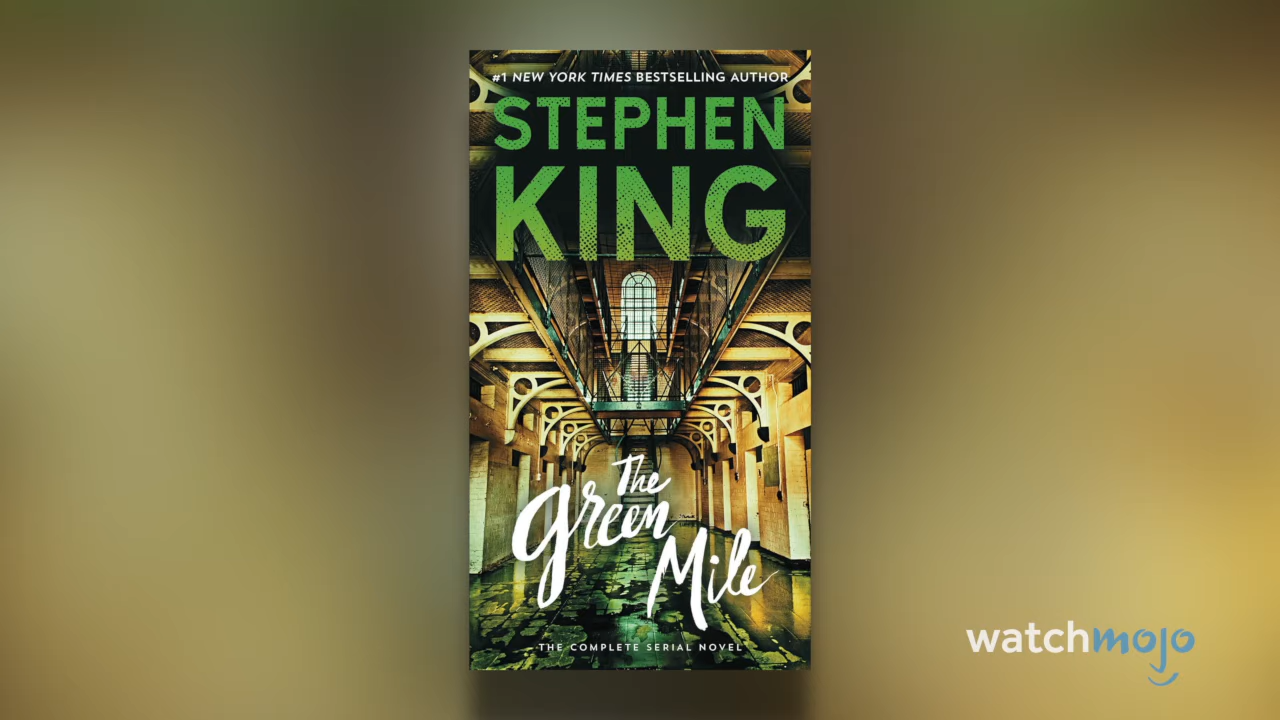 #1 NEW YORK TIMES BESTSELLING AUTHOR
STEPHEN
KING
The
Green
Mile
THE COMPLETE SERIAL NOVEL
watchmojo